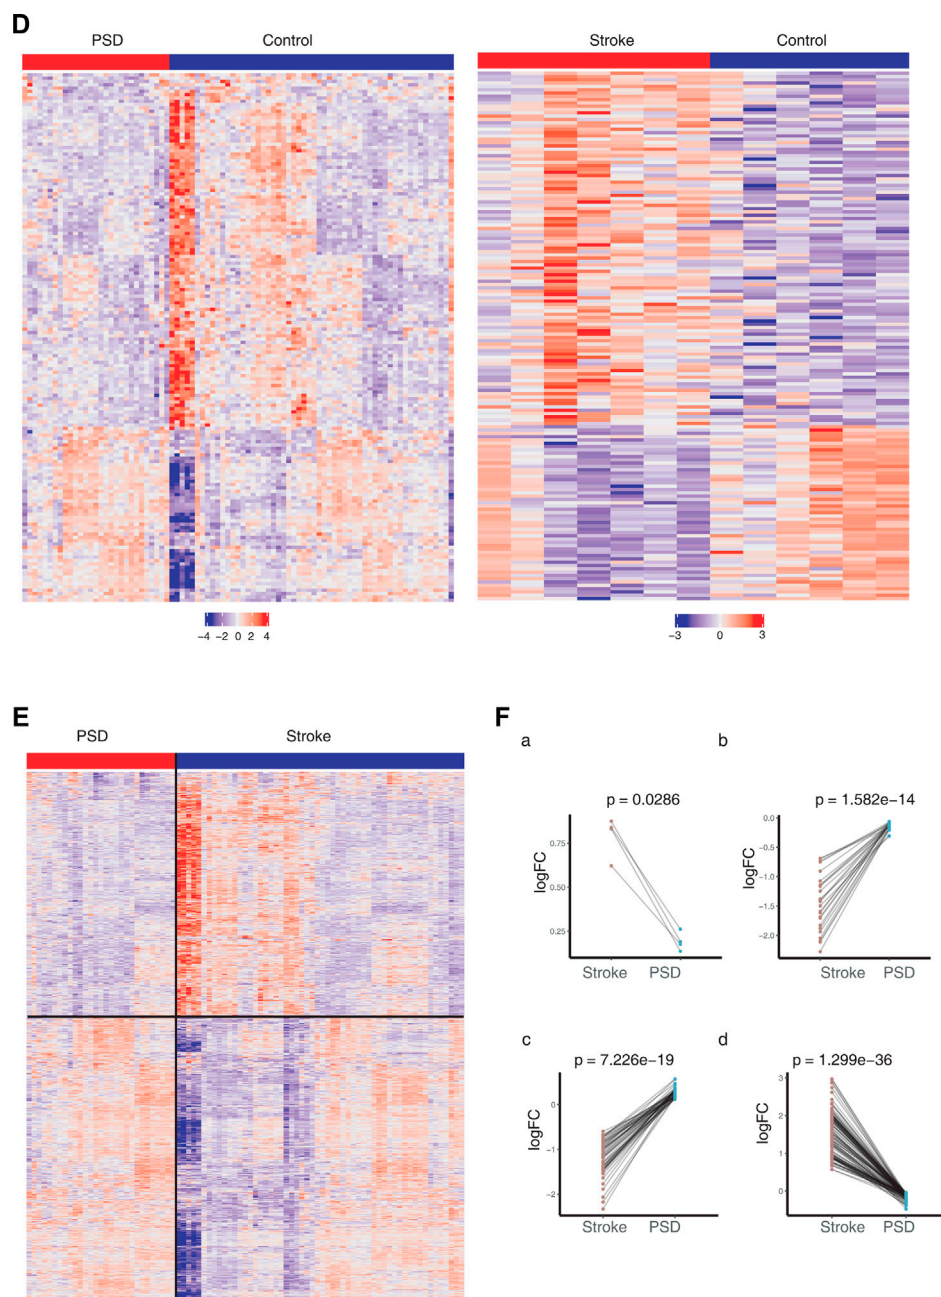 D
PSD Control
Stroke Control
−4 −2 0 2 4
−3 0 3
E
PSD Stroke
F
a
p = 0.0286
logFC
0.75
0.50
0.25
Stroke PSD
b
p = 1.582e−14
logFC
0.0
−0.5
−1.0
−1.5
−2.0
Stroke PSD
c
p = 7.226e−19
logFC
0
−1
−2
Stroke PSD
d
p = 1.299e−36
logFC
3
2
1
0
Stroke PSD